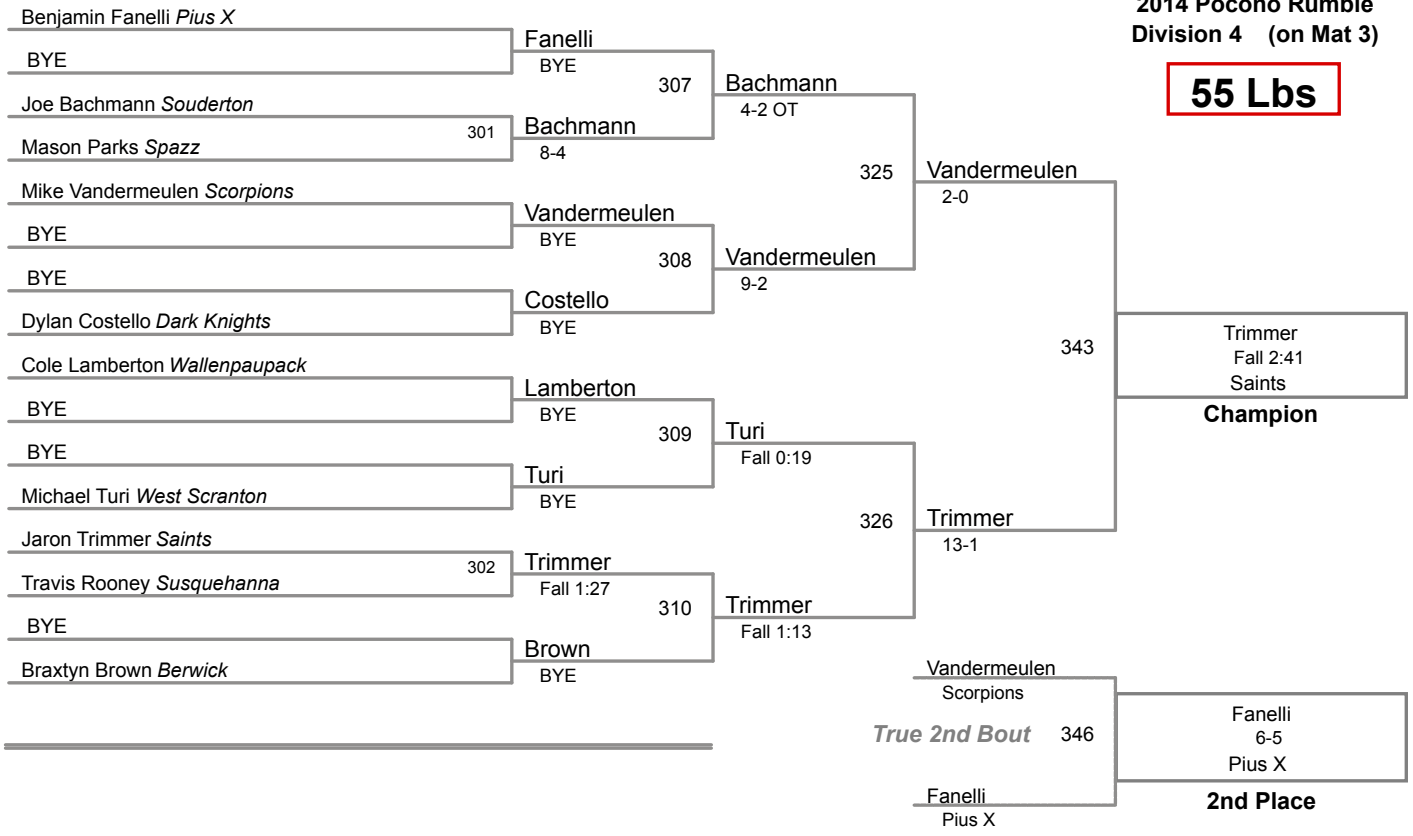 2014 Pocono Rumble
Division 4 (on Mat 3)
55 Lbs
Benjamin Fanelli Pius X
BYE
Joe Bachmann Souderton
Mason Parks Spazz
Mike Vandermeulen Scorpions
BYE
BYE
Dylan Costello Dark Knights
Cole Lamberton Wallenpaupack
BYE
BYE
Michael Turi West Scranton
Jaron Trimmer Saints
Travis Rooney Susquehanna
BYE
Braxtyn Brown Berwick
301
302
Fanelli
BYE
Bachmann
8-4
Vandermeulen
BYE
Costello
BYE
Lamberton
BYE
Turi
BYE
Trimmer
Fall 1:27
Brown
BYE
307
308
309
310
Bachmann
4-2 OT
Vandermeulen
9-2
Turi
Fall 0:19
Trimmer
Fall 1:13
325
326
Vandermeulen
2-0
Trimmer
13-1
343
Trimmer
Fall 2:41
Saints
Champion
Vandermeulen
Scorpions
True 2nd Bout 346
Fanelli
Pius X
Fanelli
6-5
Pius X
2nd Place